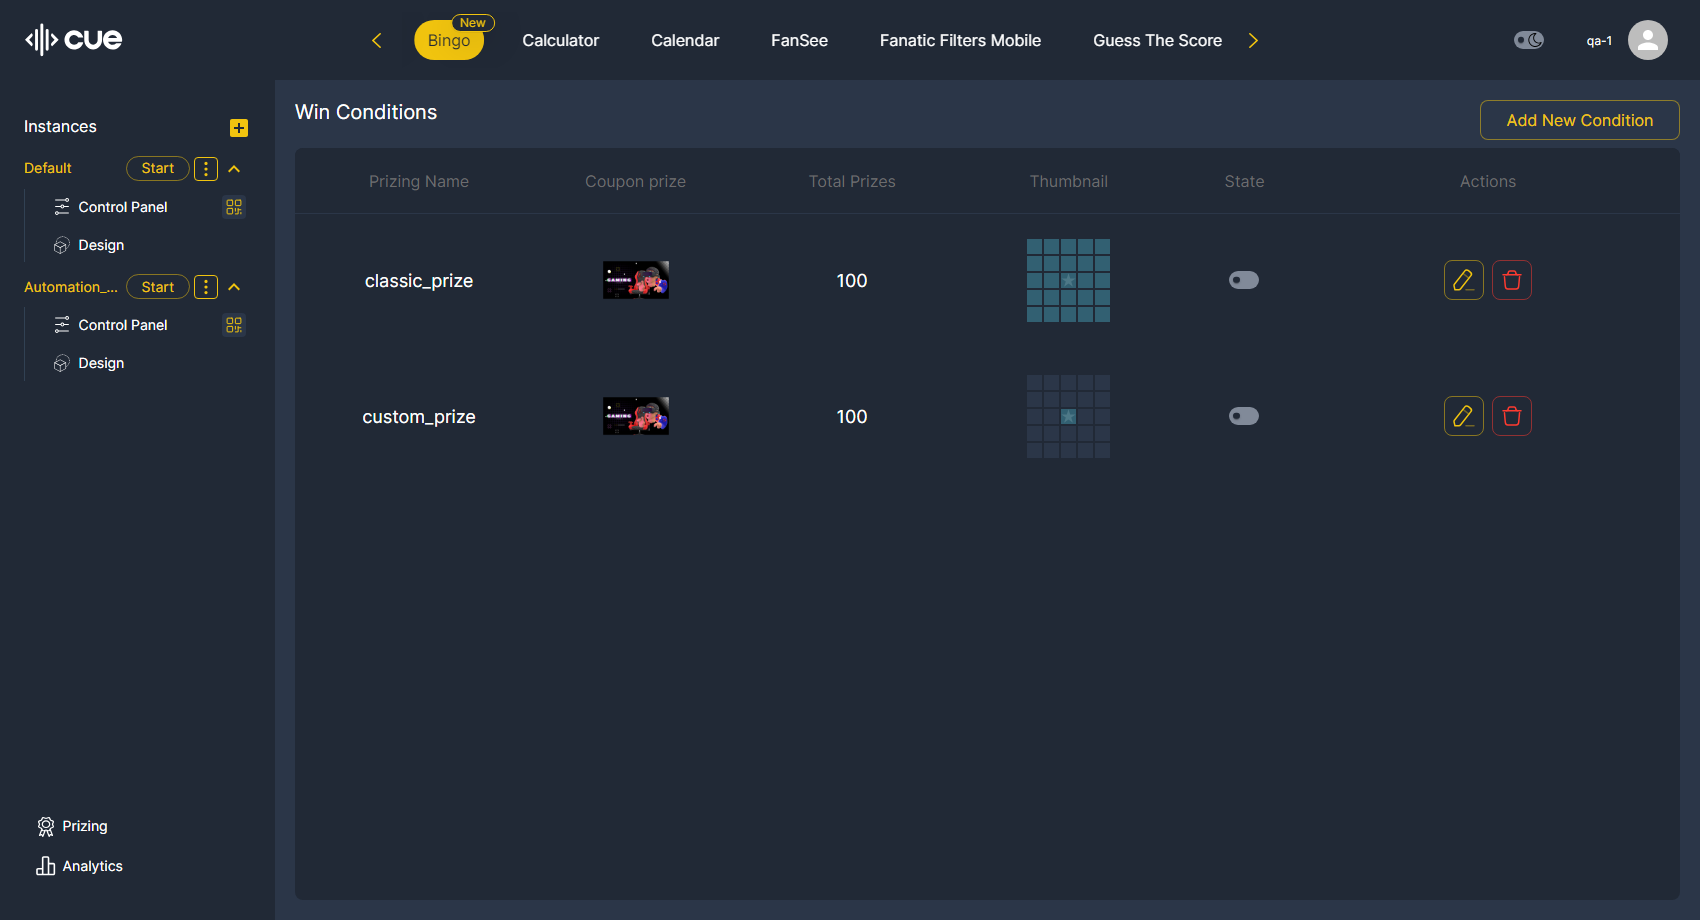 cue
New
Bingo
Calculator
Calendar
FanSee
Fanatic Filters Mobile
Guess The Score
qa-1
Instances
Default
Start
Control Panel
Design
Automation_...
Start
Control Panel
Design
Prizing
Analytics
Win Conditions
Add New Condition
Prizing Name
Coupon prize
Total Prizes
Thumbnail
State
Actions
classic_prize
GAMING
100
custom_prize
GAMING
100